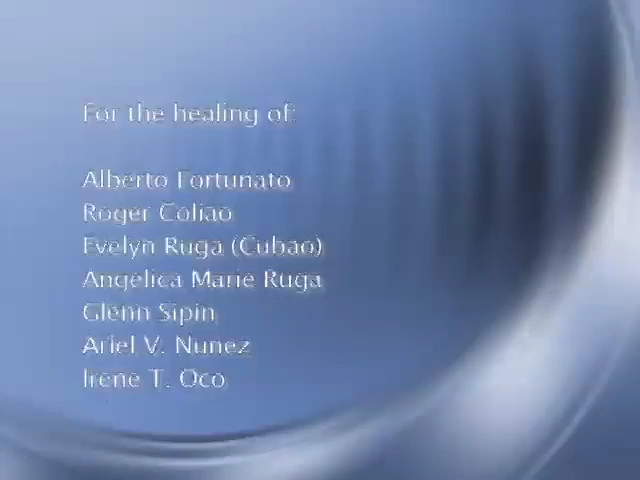 For the healing of:
Alberto Fortunato
Roger Coliao
Evelyn Ruga (Cubao)
Angelica Marie Ruga
Glenn Sipin
Ariel V. Nunez
Irene T. Oco